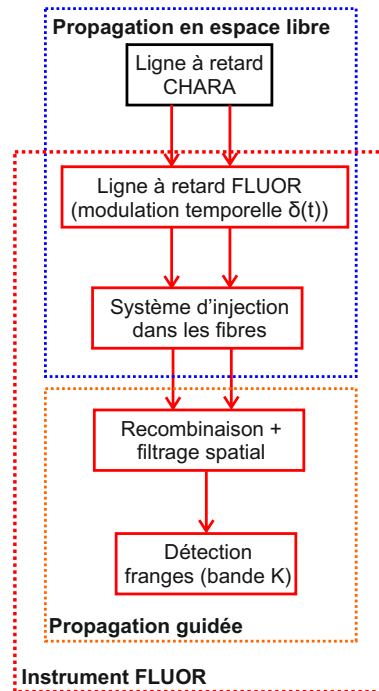 Propagation en espace libre
Ligne à retard
CHARA
Ligne à retard FLUOR
(modulation temporelle δ(t))
Système d'injection
dans les fibres
Recombinaison +
filtrage spatial
Détection
franges (bande K)
Propagation guidée
Instrument FLUOR